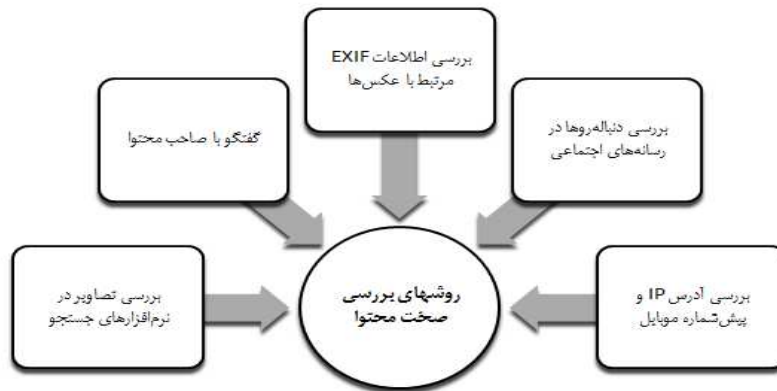 بررسی اطلاعات EXIF
مرتبط با عکس‌ها
بررسی دنباله‌روها در
رسانه‌های اجتماعی
گفتگو با صاحب محتوا
بررسی آدرس IP و
پیش‌شماره موبایل
روشهای بررسی
صخت محتوا
بررسی تصاویر در
نرم‌افزارهای جستجو